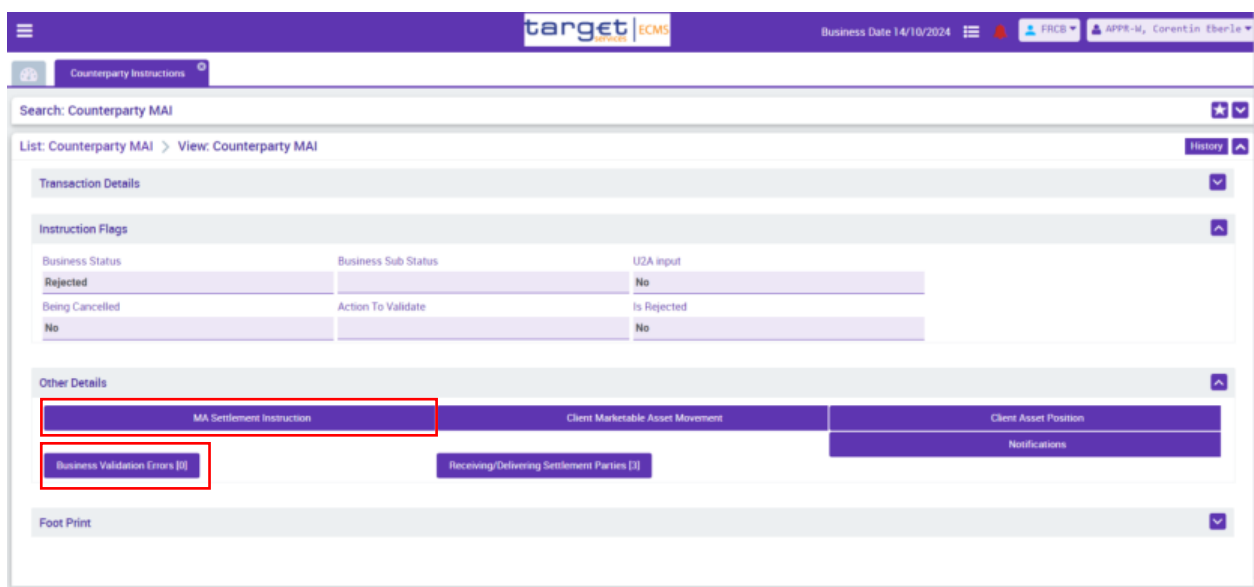 target services ECMS
Business Date 14/10/2024
FRCB
APPR-W, Corentin Eberle
Counterparty Instructions
Search: Counterparty MAI
List: Counterparty MAI > View: Counterparty MAI
History
Transaction Details
Instruction Flags
Business Status Business Sub Status U2A input
Rejected No
Being Cancelled Action To Validate Is Rejected
No No
Other Details
MA Settlement Instruction Client Marketable Asset Movement Client Asset Position
Notifications
Business Validation Errors [0] Receiving/Delivering Settlement Parties [3]
Foot Print